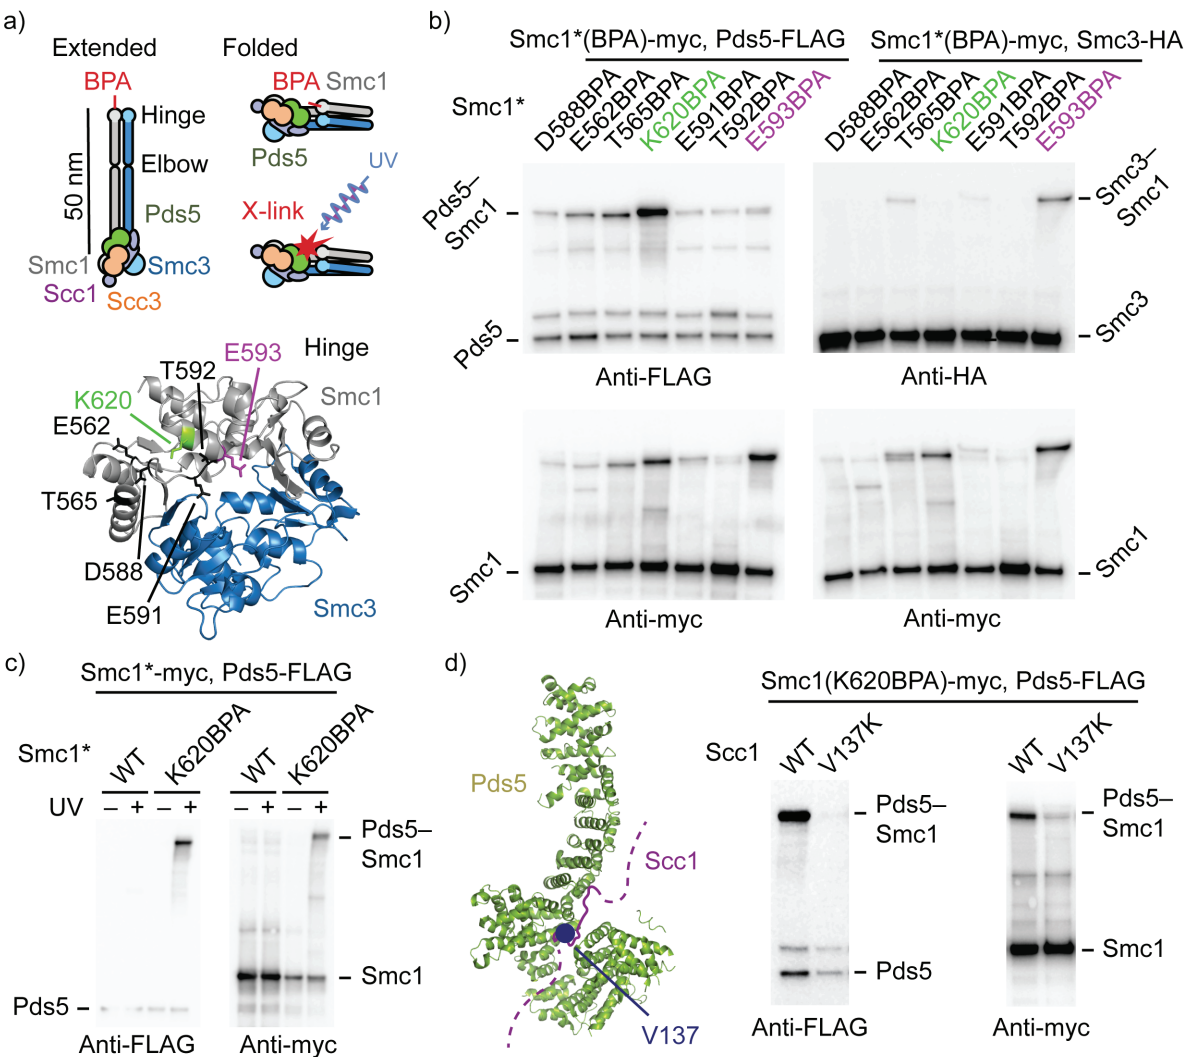 a)
Extended
Folded
BPA
BPA
Smc1
Hinge
Elbow
50 nm
Pds5
Pds5
UV
X-link
Smc1
Smc3
Scc1
Scc3
Hinge
E593
T592
Smc1
K620
E562
T565
D588
E591
Smc3
b)
Smc1*(BPA)-myc, Pds5-FLAG
Smc1*(BPA)-myc, Smc3-HA
Smc1*
D588BPA
E562BPA
T565BPA
K620BPA
E591BPA
T592BPA
E593BPA
D588BPA
E562BPA
T565BPA
K620BPA
E591BPA
T592BPA
E593BPA
Pds5–
Smc1
Pds5
Smc3–
Smc1
Smc3
Anti-FLAG
Anti-HA
Smc1
Smc1
Anti-myc
Anti-myc
c)
Smc1*-myc, Pds5-FLAG
Smc1*
WT
K620BPA
WT
K620BPA
UV – + – + – + – +
Pds5–
Smc1
Smc1
Pds5
Anti-FLAG
Anti-myc
d)
Pds5
Scc1
V137
Smc1(K620BPA)-myc, Pds5-FLAG
Scc1
WT
V137K
WT
V137K
Pds5–
Smc1
Pds5
Pds5–
Smc1
Smc1
Anti-FLAG
Anti-myc